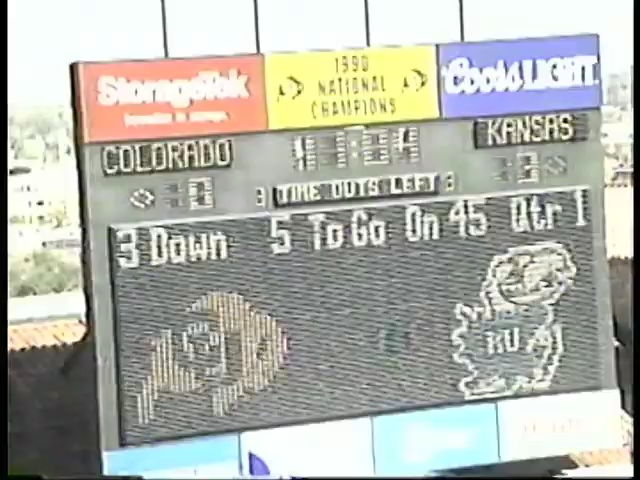 StorageTek
1990
NATIONAL
CHAMPIONS
Coors LIGHT
COLORADO
KANSAS
TIME OUTS LEFT
3 Down 5 To Go On 45 Qtr 1
KU